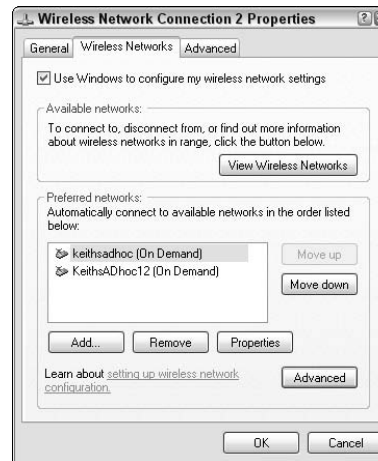 Wireless Network Connection 2 Properties
General Wireless Networks Advanced
Use Windows to configure my wireless network settings
Available networks:
To connect to, disconnect from, or find out more information
about wireless networks in range, click the button below.
View Wireless Networks
Preferred networks:
Automatically connect to available networks in the order listed
below:
keithsadhoc (On Demand)
KeithsADhoc12 (On Demand)
Move up
Move down
Add... Remove Properties
Learn about setting up wireless network
configuration.
Advanced
OK Cancel